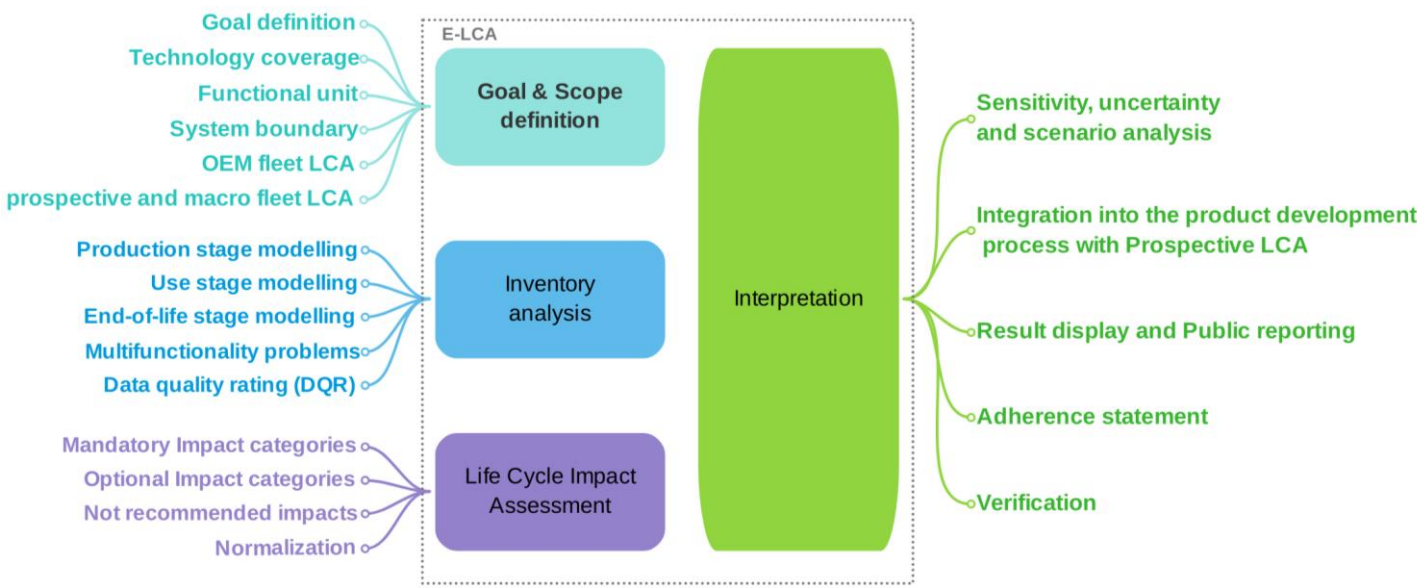 Goal definition
Technology coverage
Functional unit
System boundary
OEM fleet LCA
prospective and macro fleet LCA
Production stage modelling
Use stage modelling
End-of-life stage modelling
Multifunctionality problems
Data quality rating (DQR)
Mandatory Impact categories
Optional Impact categories
Not recommended impacts
Normalization
E-LCA
Goal & Scope
definition
Inventory
analysis
Life Cycle Impact
Assessment
Interpretation
Sensitivity, uncertainty
and scenario analysis
Integration into the product development
process with Prospective LCA
Result display and Public reporting
Adherence statement
Verification